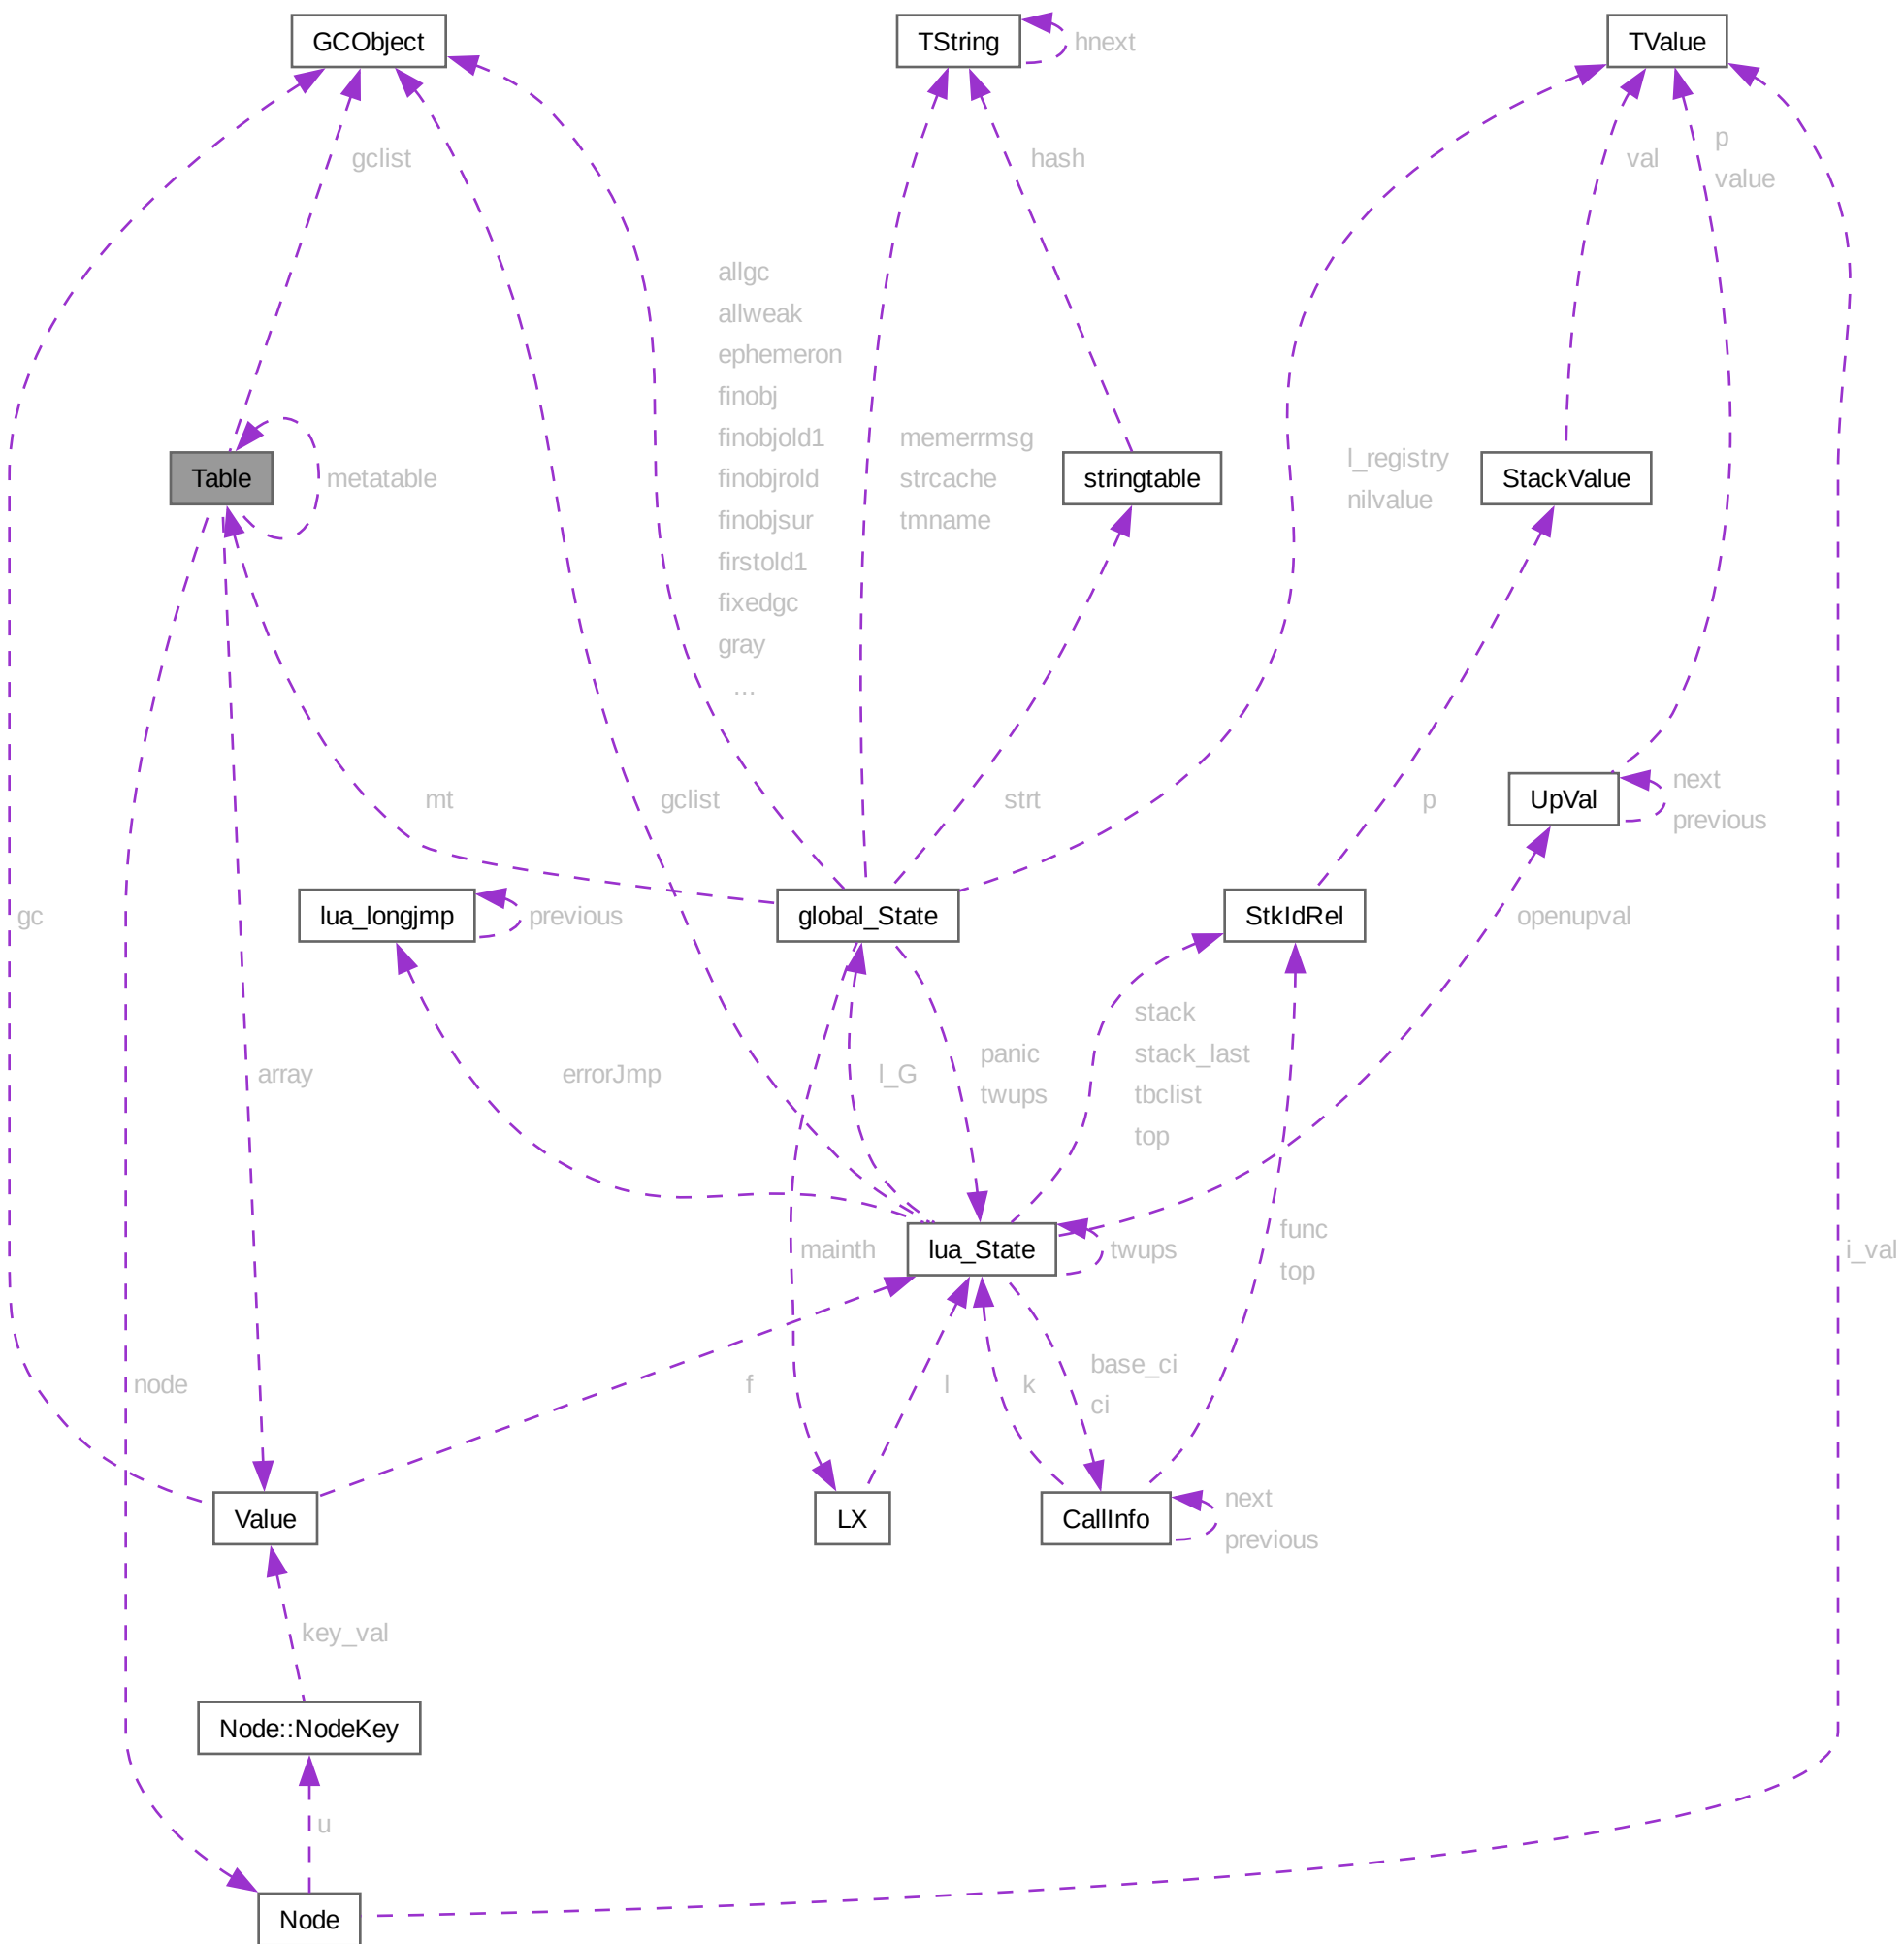 GCObject
TString
hnext
TValue
gclist
hash
val
p
value
allgc
allweak
ephemeron
finobj
finobjold1
finobjrold
finobjsur
firstold1
fixedgc
gray
...
memerrmsg
strcache
tmname
l_registry
nilvalue
Table
metatable
stringtable
StackValue
mt
gclist
strt
p
UpVal
next
previous
gc
lua_longjmp
previous
global_State
StkIdRel
openupval
array
errorJmp
l_G
panic
twups
stack
stack_last
tbclist
top
mainth
lua_State
twups
func
top
i_val
node
f
l
k
base_ci
ci
Value
LX
CallInfo
next
previous
key_val
Node::NodeKey
u
Node